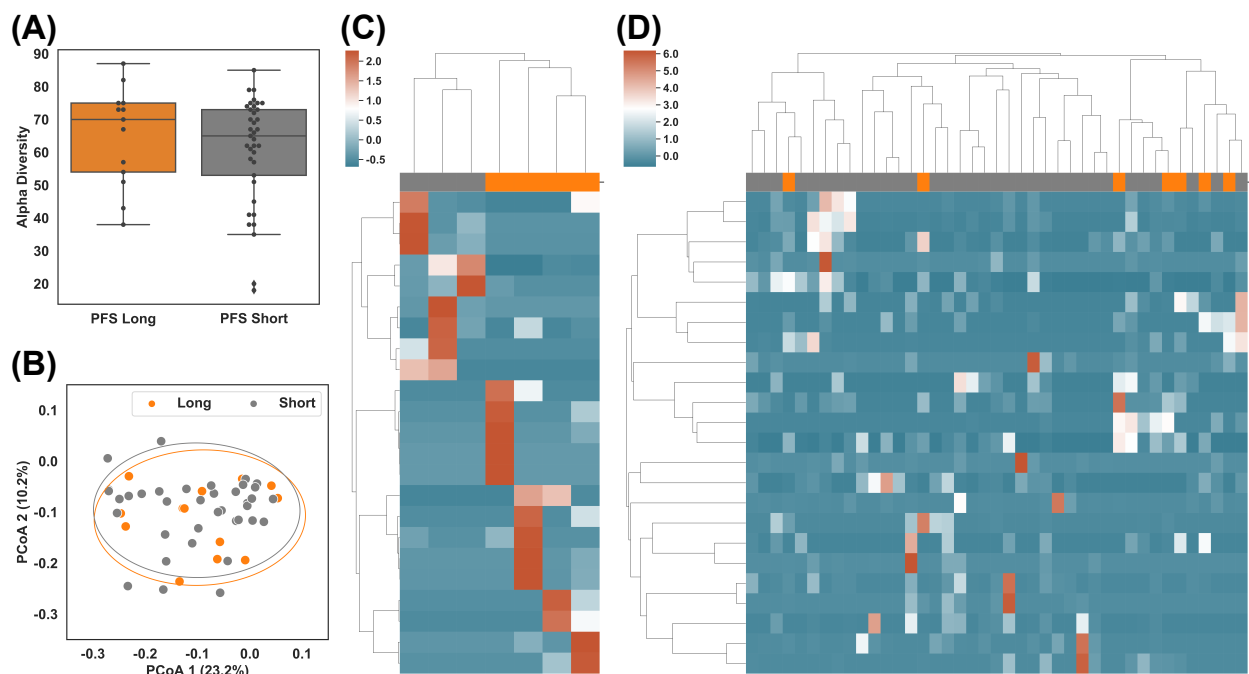 (A)
90
80
70
60
50
40
30
20
Alpha Diversity
PFS Long PFS Short
(B)
Long Short
0.1
0.0
-0.1
-0.2
-0.3
PCoA 2 (10.2%)
-0.3 -0.2 -0.1 0.0 0.1
PCoA 1 (23.2%)
(C)
2.0
1.5
1.0
0.5
0.0
-0.5
(D)
6.0
5.0
4.0
3.0
2.0
1.0
0.0